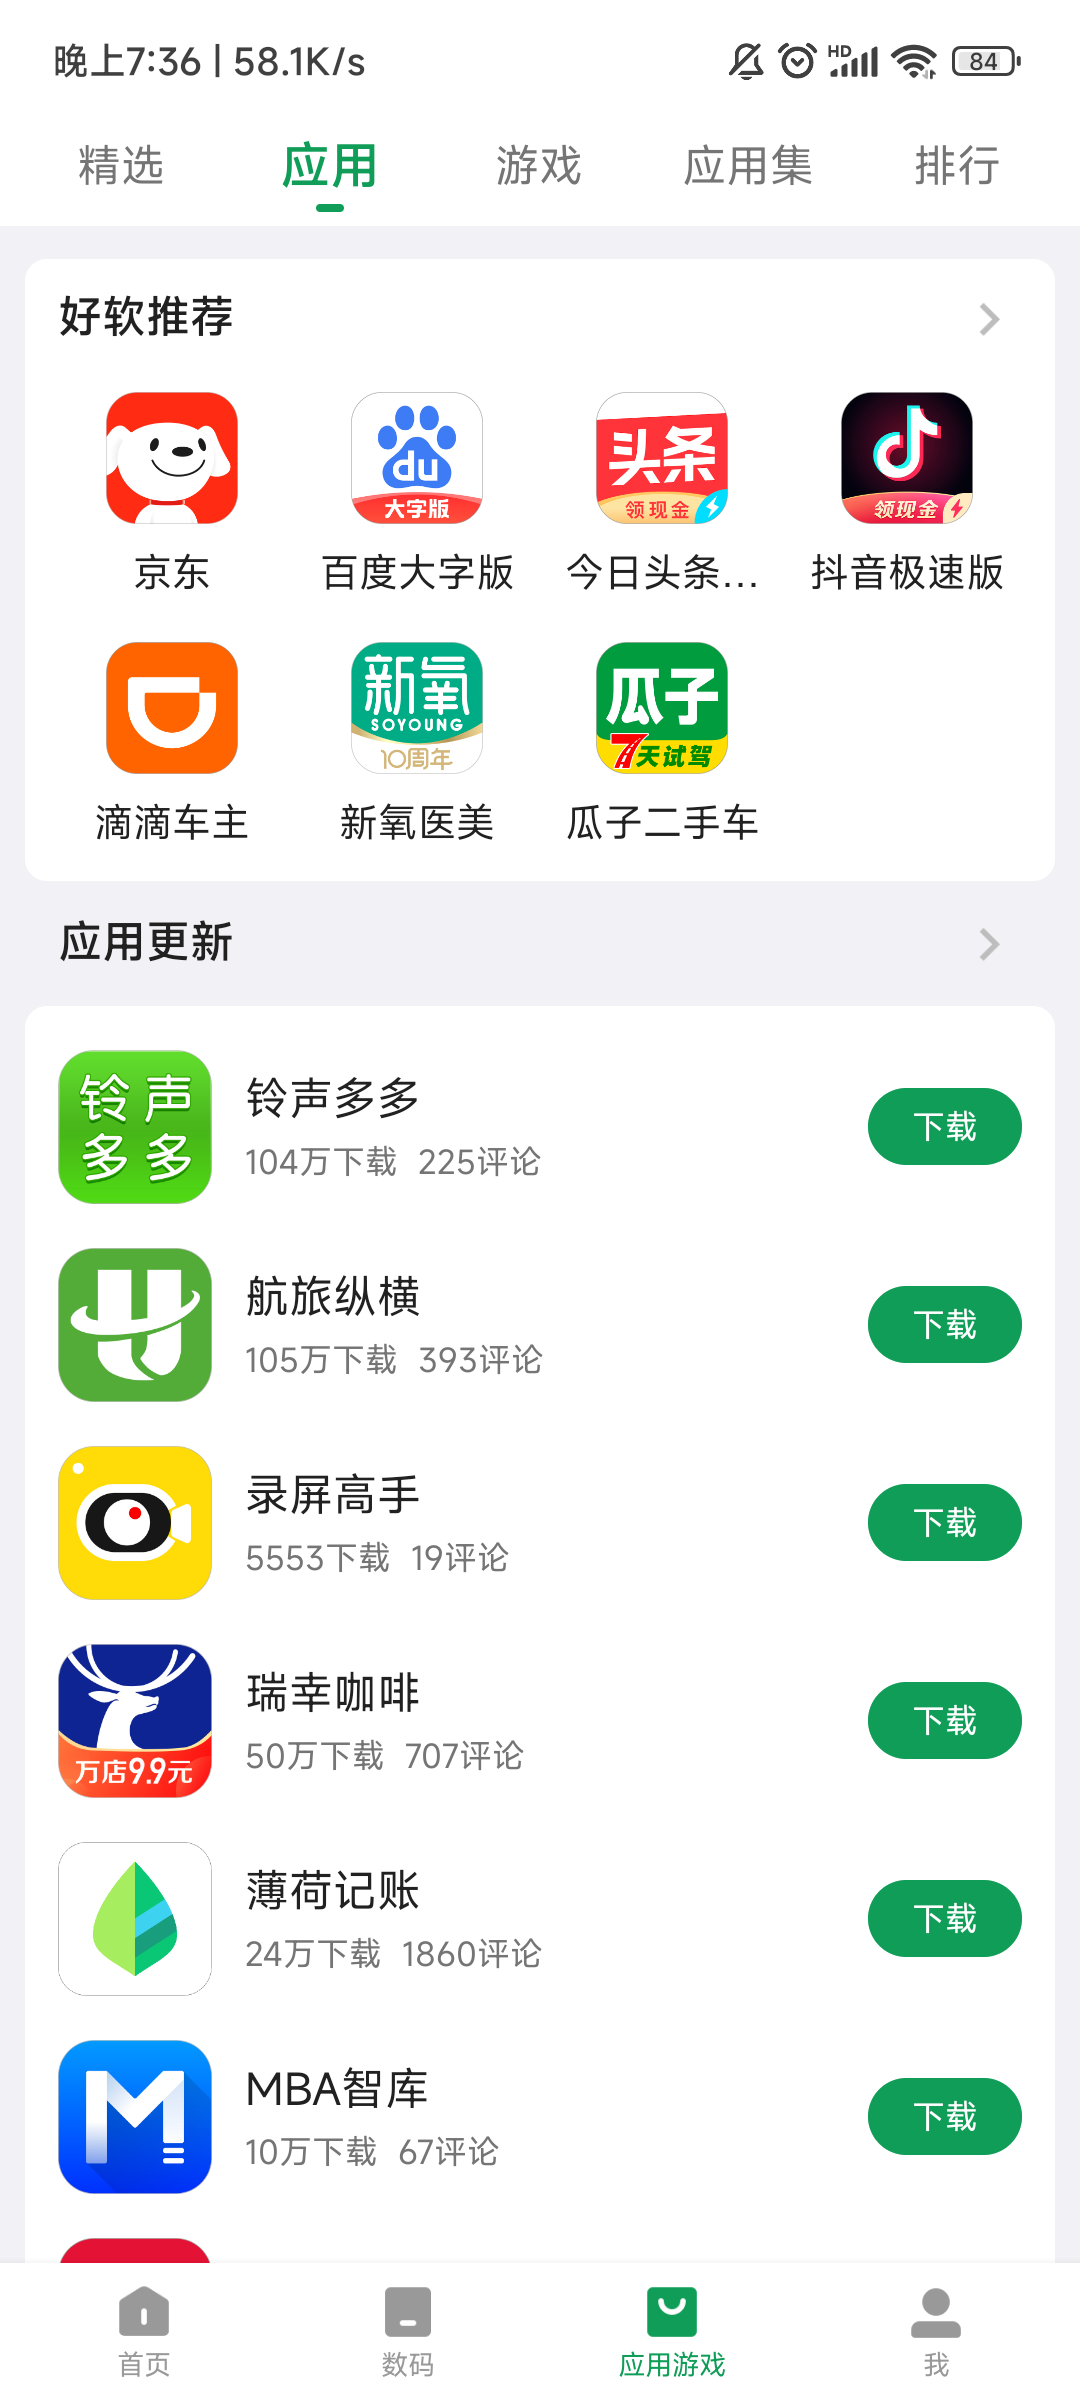 晚上7:36 | 58.1K/s
HD
84
精选 应用 游戏 应用集 排行
好软推荐
du
大字版
头条
领现金
领现金
京东 百度大字版 今日头条... 抖音极速版
新氧
SOYOUNG
10周年
瓜子
7天试驾
滴滴车主 新氧医美 瓜子二手车
应用更新
铃声
多多
铃声多多
104万下载 225评论
下载
航旅纵横
105万下载 393评论
下载
录屏高手
5553下载 19评论
下载
万店9.9元
瑞幸咖啡
50万下载 707评论
下载
薄荷记账
24万下载 1860评论
下载
MBA智库
10万下载 67评论
下载
首页 数码 应用游戏 我